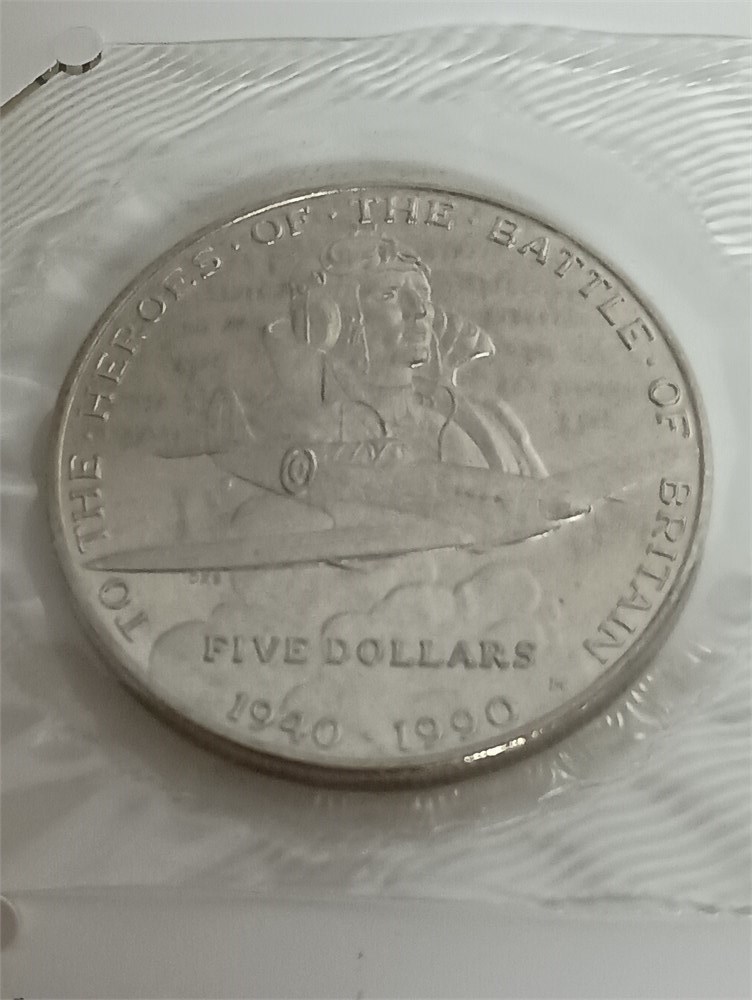 TO · THE · HEROES · OF · THE · BATTLE · OF · BRITAIN
FIVE DOLLARS
1940 · 1990